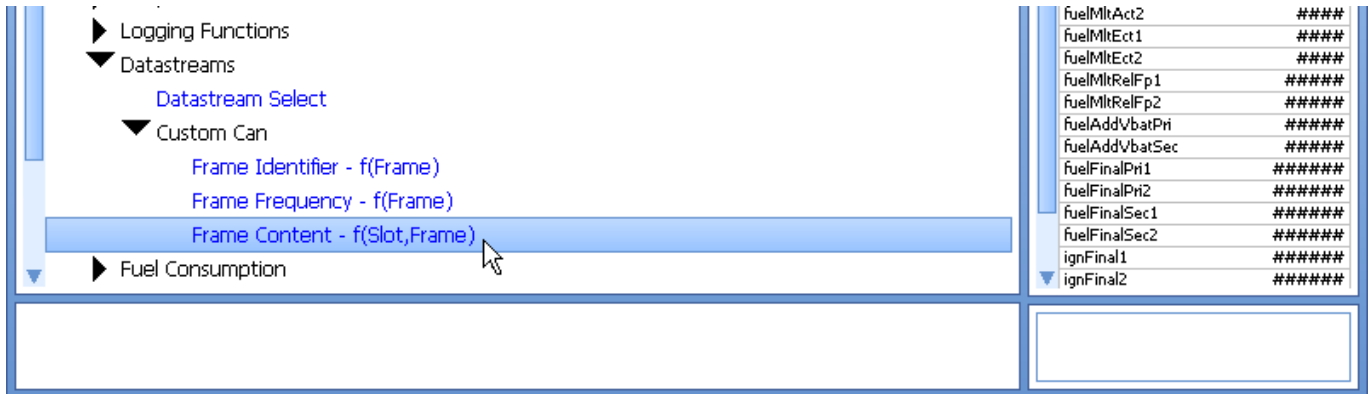 Logging Functions
Datastreams
Datastream Select
Custom Can
Frame Identifier - f(Frame)
Frame Frequency - f(Frame)
Frame Content - f(Slot,Frame)
Fuel Consumption
fuelMltAct2 ####
fuelMltEct1 ####
fuelMltEct2 ####
fuelMltRelFp1 #####
fuelMltRelFp2 #####
fuelAddVbatPri #####
fuelAddVbatSec #####
fuelFinalPri1 ######
fuelFinalPri2 ######
fuelFinalSec1 ######
fuelFinalSec2 ######
ignFinal1 ######
ignFinal2 ######